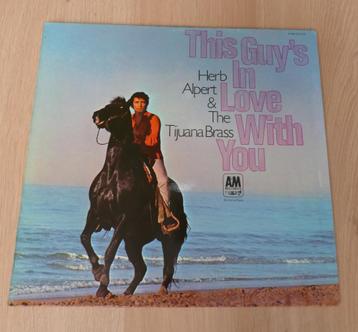 This Guy's
In
Love
With
You
Herb
Alpert
&
The
Tijuana Brass
A&M